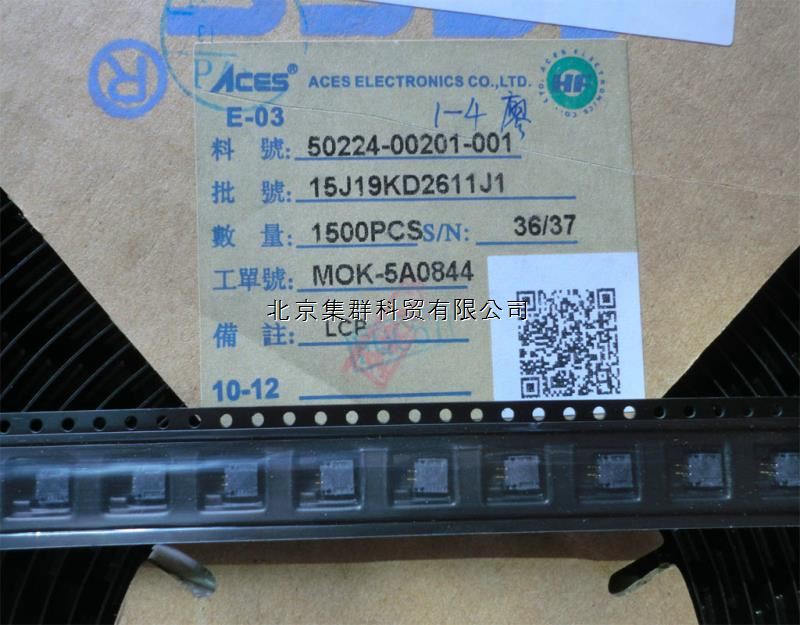 ACES® ACES ELECTRONICS CO.,LTD.
HF
E-03
1-4 廖
料 號: 50224-00201-001
批 號: 15J19KD2611J1
數 量: 1500PCS S/N: 36/37
工單號: MOK-5A0844
北京集群科贸有限公司
備 註: LCP
10-12